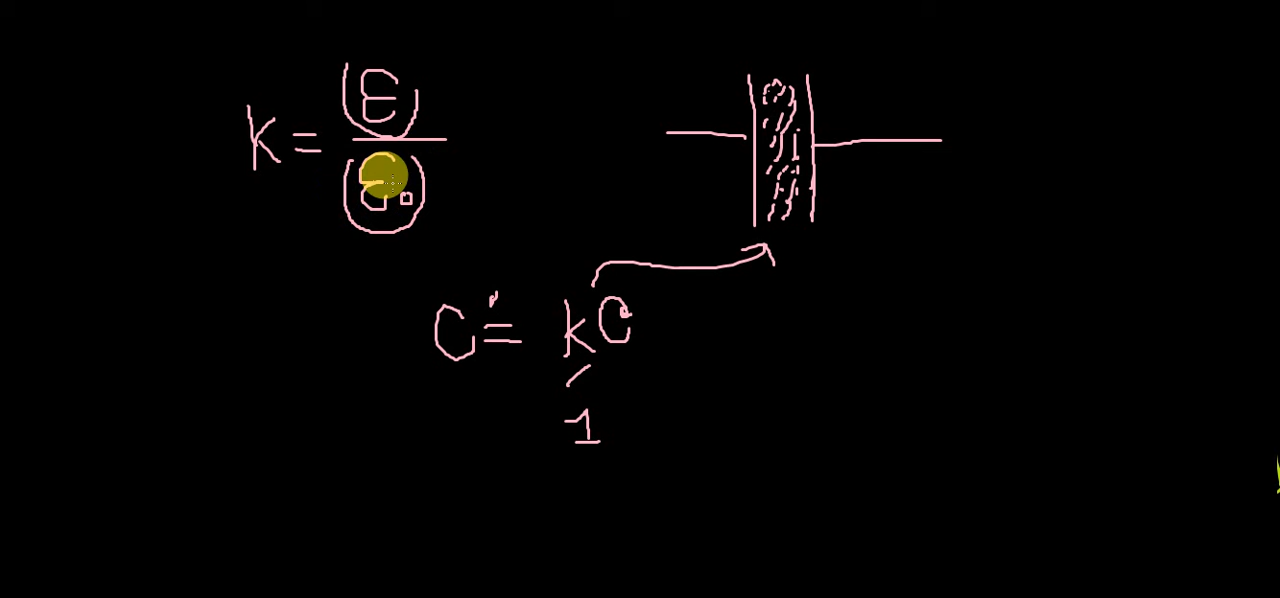 K = ε / ε₀
C' = kC
1